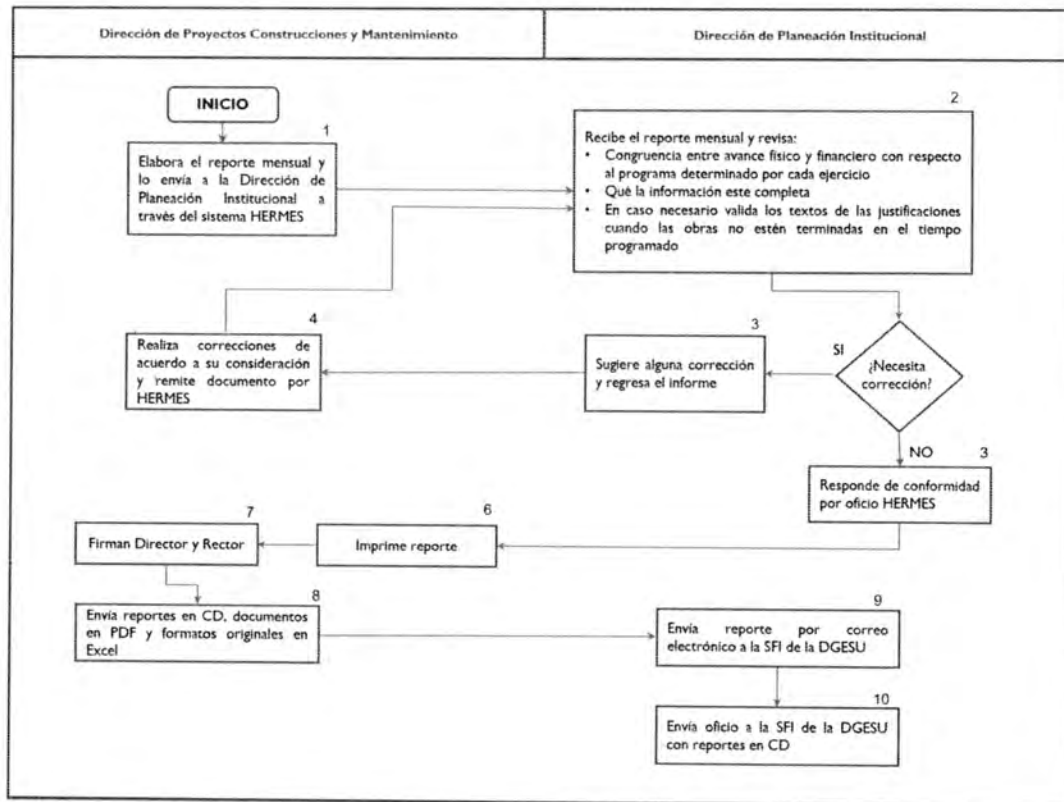 Dirección de Proyectos Construcciones y Mantenimiento
Dirección de Planeación Institucional
INICIO
1
Elabora el reporte mensual y
lo envía a la Dirección de
Planeación Institucional a
través del sistema HERMES
2
Recibe el reporte mensual y revisa:
• Congruencia entre avance físico y financiero con respecto
al programa determinado por cada ejercicio
• Qué la información este completa
• En caso necesario valida los textos de las justificaciones
cuando las obras no estén terminadas en el tiempo
programado
¿Necesita
corrección?
SI
3
Sugiere alguna corrección
y regresa el informe
4
Realiza correcciones de
acuerdo a su consideración
y remite documento por
HERMES
NO
3
Responde de conformidad
por oficio HERMES
6
Imprime reporte
7
Firman Director y Rector
8
Envía reportes en CD, documentos
en PDF y formatos originales en
Excel
9
Envía reporte por correo
electrónico a la SFI de la DGESU
10
Envía oficio a la SFI de la DGESU
con reportes en CD